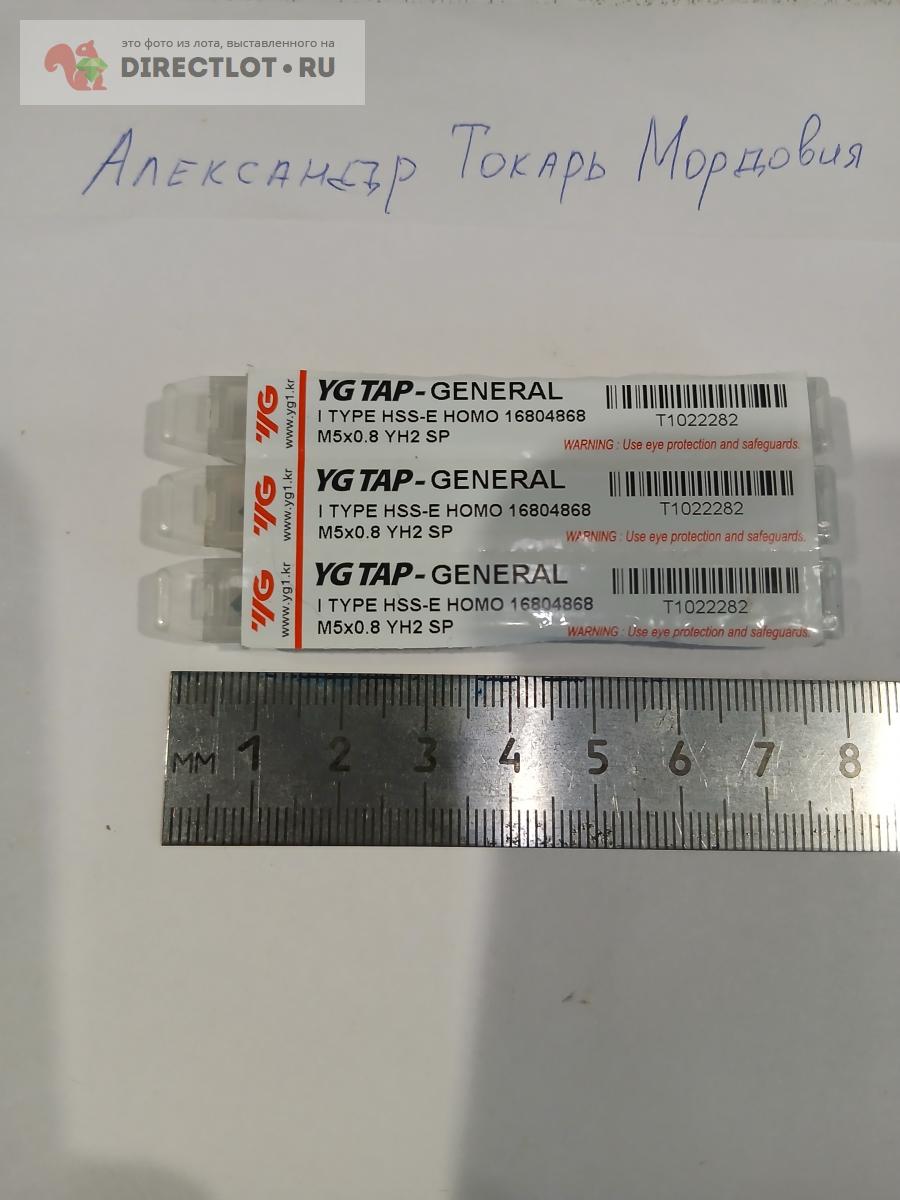 это фото из лота, выставленного на
DIRECTLOT.RU
Александр Токарь Мордовия
YG
www.yg1.kr
YG TAP - GENERAL
I TYPE HSS-E HOMO 16804868
M5x0.8 YH2 SP
T1022282
WARNING : Use eye protection and safeguards.
YG
www.yg1.kr
YG TAP - GENERAL
I TYPE HSS-E HOMO 16804868
M5x0.8 YH2 SP
T1022282
WARNING : Use eye protection and safeguards.
YG
www.yg1.kr
YG TAP - GENERAL
I TYPE HSS-E HOMO 16804868
M5x0.8 YH2 SP
T1022282
WARNING : Use eye protection and safeguards.
мм 1 2 3 4 5 6 7 8